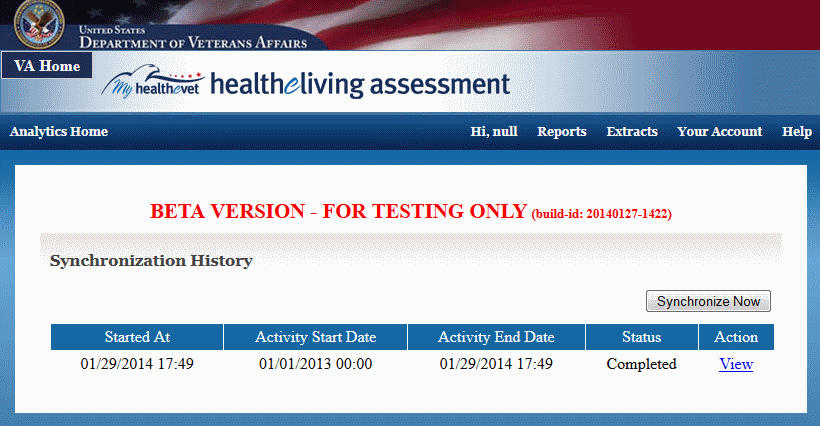 UNITED STATES
DEPARTMENT OF VETERANS AFFAIRS
VA Home
My healthevet healtheliving assessment
Analytics Home Hi, null Reports Extracts Your Account Help
BETA VERSION - FOR TESTING ONLY (build-id: 20140127-1422)
Synchronization History
Synchronize Now
Started At Activity Start Date Activity End Date Status Action
01/29/2014 17:49 01/01/2013 00:00 01/29/2014 17:49 Completed View